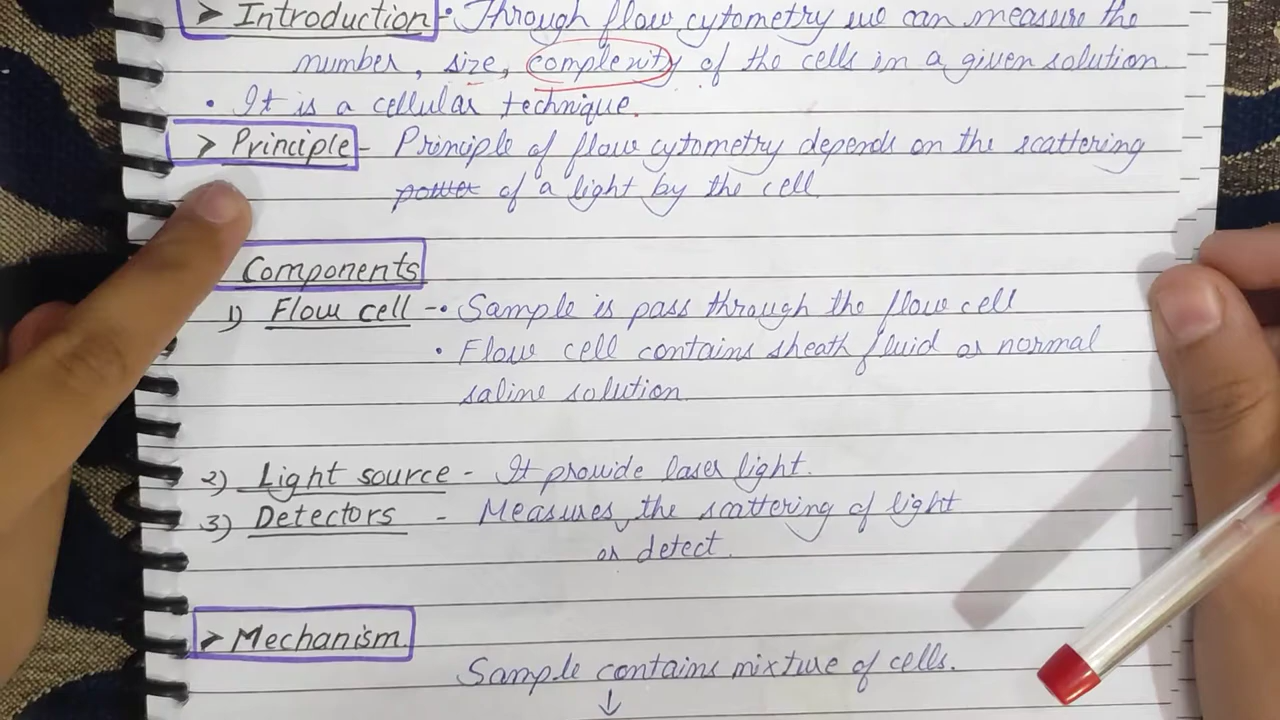 ➤ Introduction :• Through flow cytometry we can measure the
number, size, complexity of the cells in a given solution.
• It is a cellular technique.
➤ Principle - Principle of flow cytometry depends on the scattering
power of a light by the cell.
Components
1) Flow cell -• Sample is pass through the flow cell
• Flow cell contains sheath fluid or normal
saline solution.
2) Light source - It provide laser light.
3) Detectors - Measures the scattering of light
or detect.
➤ Mechanism.
Sample contains mixture of cells.
↓